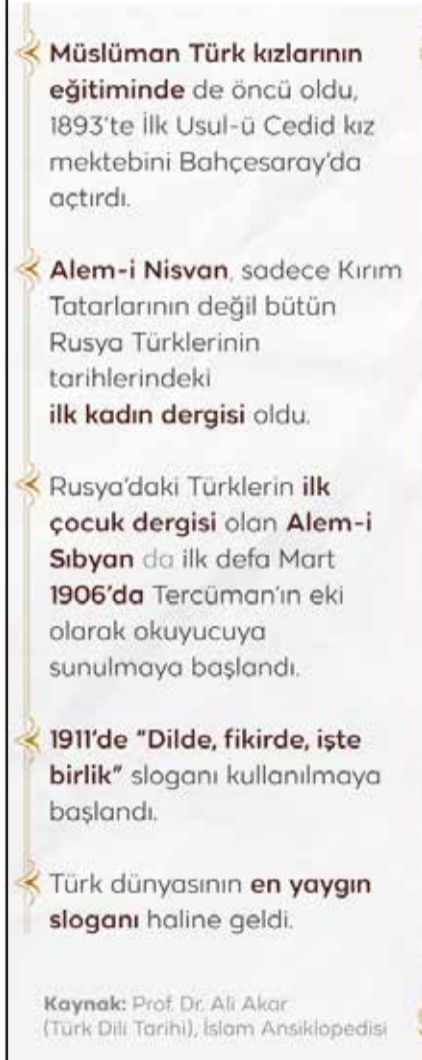 Müslüman Türk kızlarının
eğitiminde de öncü oldu,
1893'te İlk Usul-ü Cedid kız
mektebini Bahçesaray'da
açtırdı.
Alem-i Nisvan, sadece Kırım
Tatarlarının değil bütün
Rusya Türklerinin
tarihlerindeki
ilk kadın dergisi oldu.
Rusya'daki Türklerin ilk
çocuk dergisi olan Alem-i
Sıbyan da ilk defa Mart
1906'da Tercüman'ın eki
olarak okuyucuya
sunulmaya başlandı.
1911'de "Dilde, fikirde, işte
birlik" sloganı kullanılmaya
başlandı.
Türk dünyasının en yaygın
sloganı haline geldi.
Kaynak: Prof. Dr. Ali Akar
(Türk Dili Tarihi), İslam Ansiklopedisi